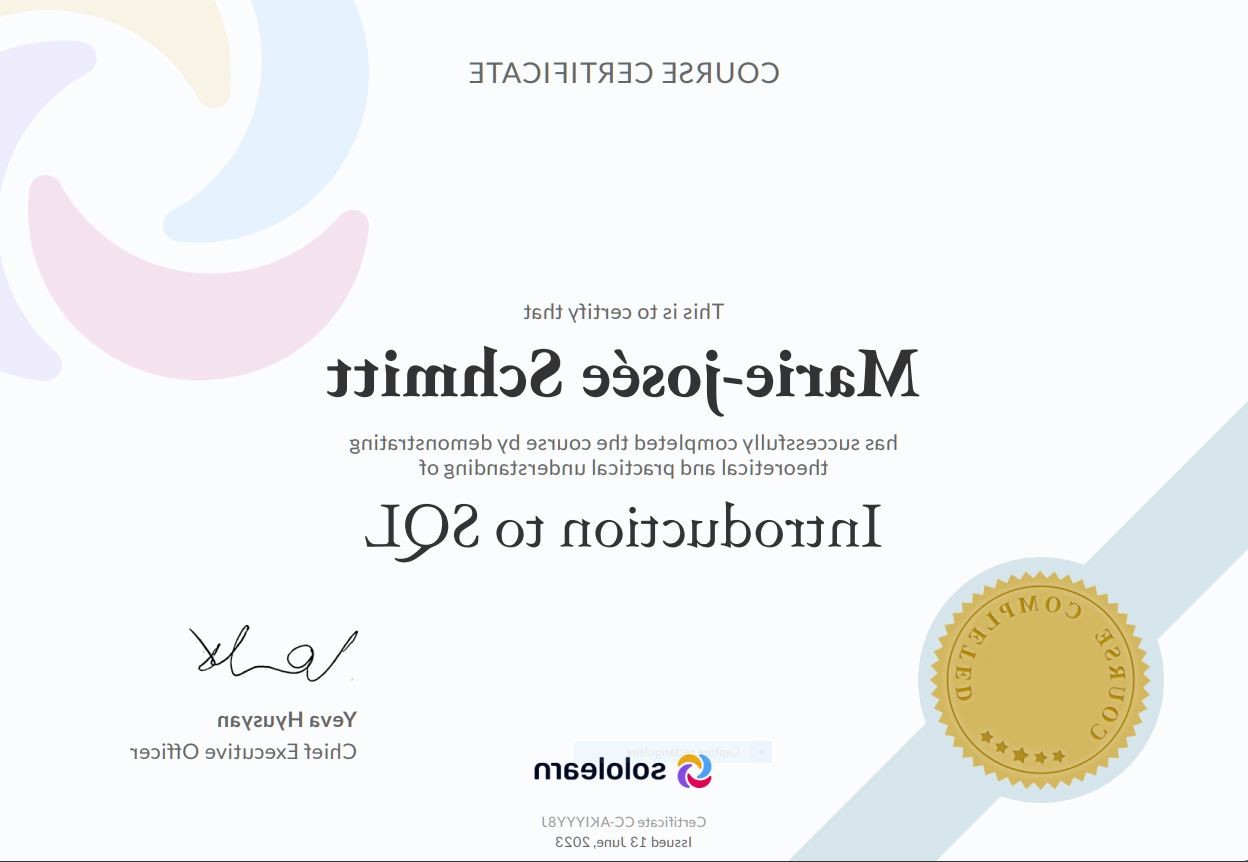 COURSE CERTIFICATE
This is to certify that
Marie-josée Schmitt
has successfully completed the course by demonstrating
theoretical and practical understanding of
Introduction to SQL
COURSE COMPLETED
Yeva Hyusyan
Chief Executive Officer
Capture rectangulaire
sololearn
Certificate CC-AKIYYY8J
Issued 13 June, 2023